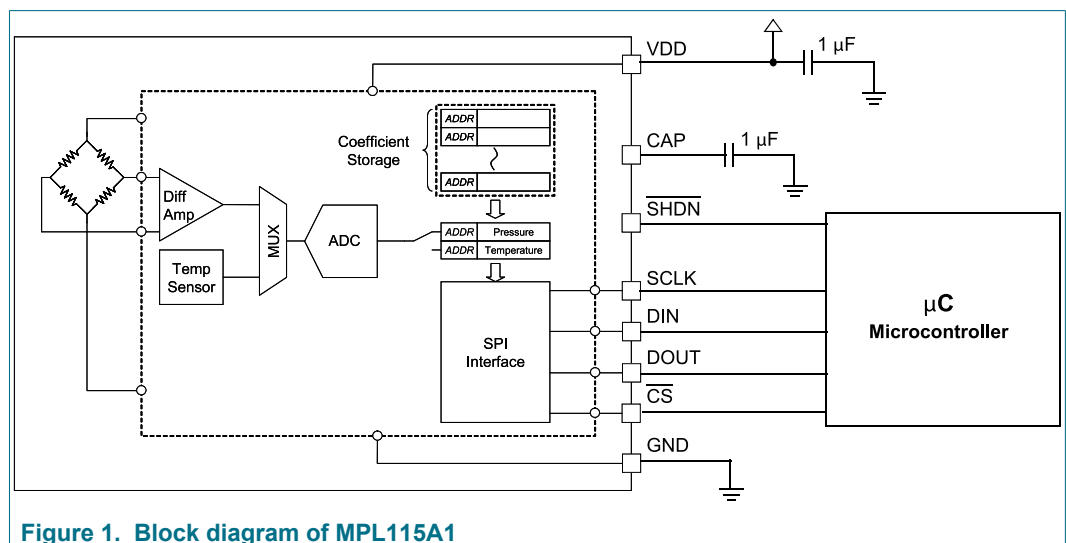 VDD
1 µF
ADDR
ADDR
Coefficient
Storage
ADDR
CAP
1 µF
Diff
Amp
MUX
ADC
ADDR Pressure
ADDR Temperature
Temp
Sensor
SHDN
SCLK
DIN
DOUT
CS
GND
SPI
Interface
µC
Microcontroller
Figure 1. Block diagram of MPL115A1